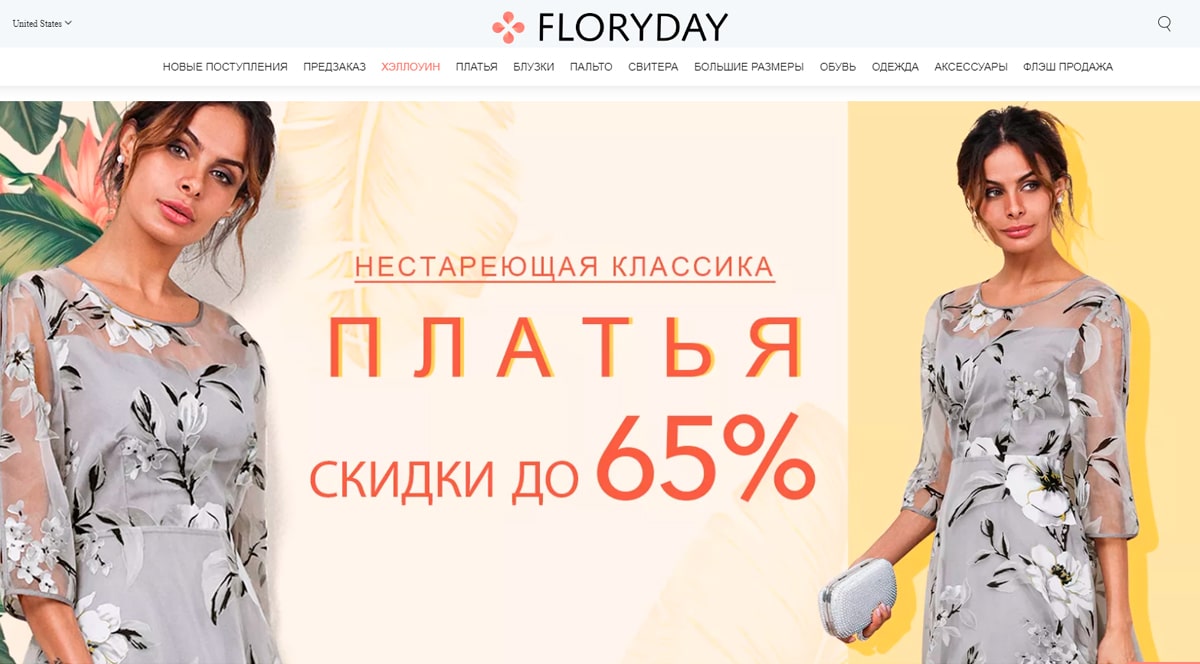 United States
FLORYDAY
НОВЫЕ ПОСТУПЛЕНИЯ ПРЕДЗАКАЗ ХЭЛЛОУИН ПЛАТЬЯ БЛУЗКИ ПАЛЬТО СВИТЕРА БОЛЬШИЕ РАЗМЕРЫ ОБУВЬ ОДЕЖДА АКСЕССУАРЫ ФЛЭШ ПРОДАЖА
НЕСТАРЕЮЩАЯ КЛАССИКА
ПЛАТЬЯ
СКИДКИ ДО 65%